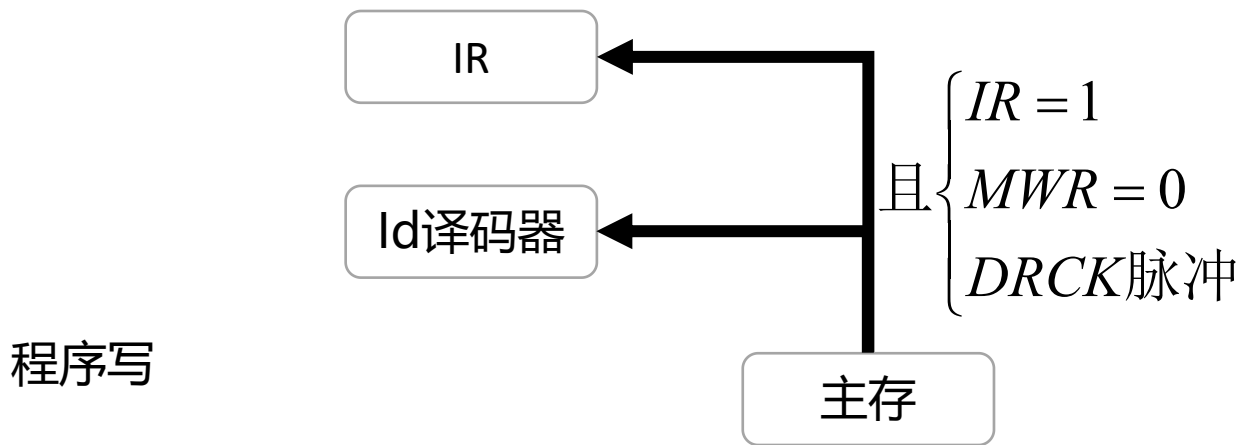 IR
IR = 1
且
MWR = 0
Id译码器
DRCK脉冲
程序写
主存